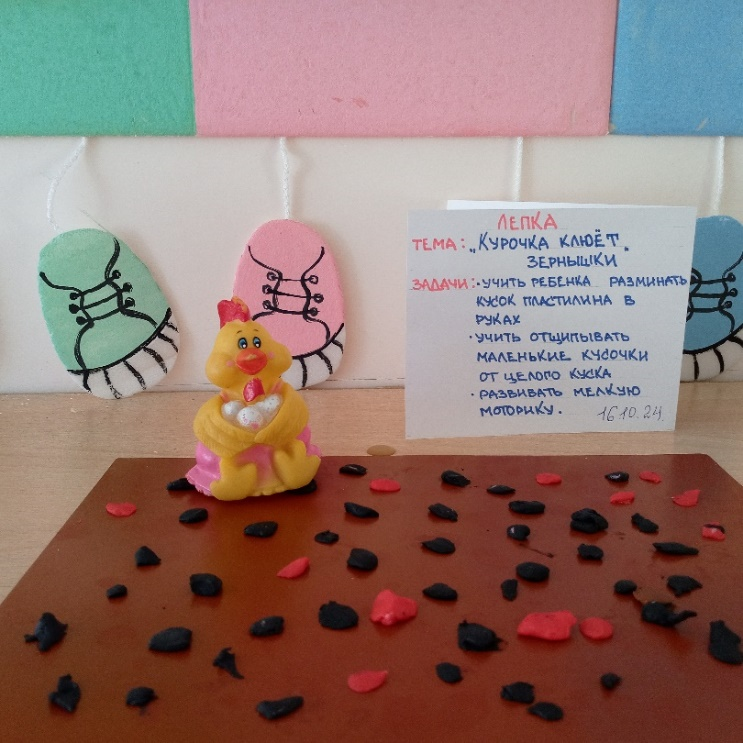 ЛЕПКА
ТЕМА: „КУРОЧКА КЛЮЁТ"
ЗЕРНЫШКИ
ЗАДАЧИ: · УЧИТЬ РЕБЕНКА РАЗМИНАТЬ
КУСОК ПЛАСТИЛИНА В
РУКАХ
· УЧИТЬ ОТЩИПЫВАТЬ
МАЛЕНЬКИЕ КУСОЧКИ
ОТ ЦЕЛОГО КУСКА
· РАЗВИВАТЬ МЕЛКУЮ
МОТОРИКУ. 16.10.24.